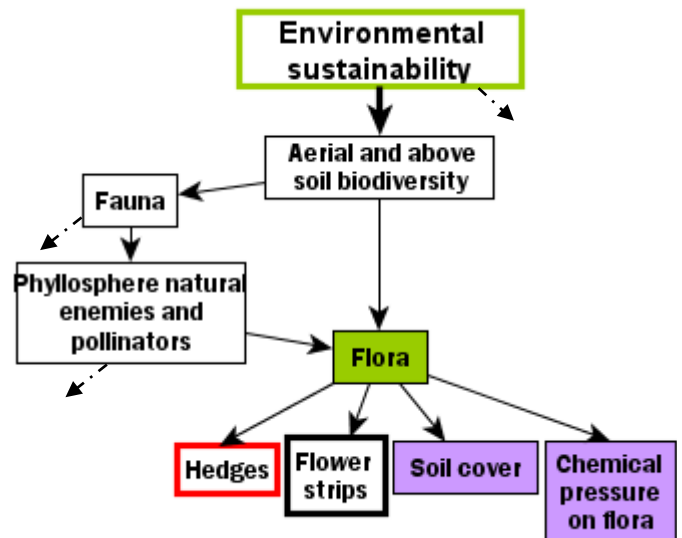 Environmental
sustainability
Aerial and above
soil biodiversity
Fauna
Phyllosphere natural
enemies and
pollinators
Flora
Hedges
Flower
strips
Soil cover
Chemical
pressure
on flora